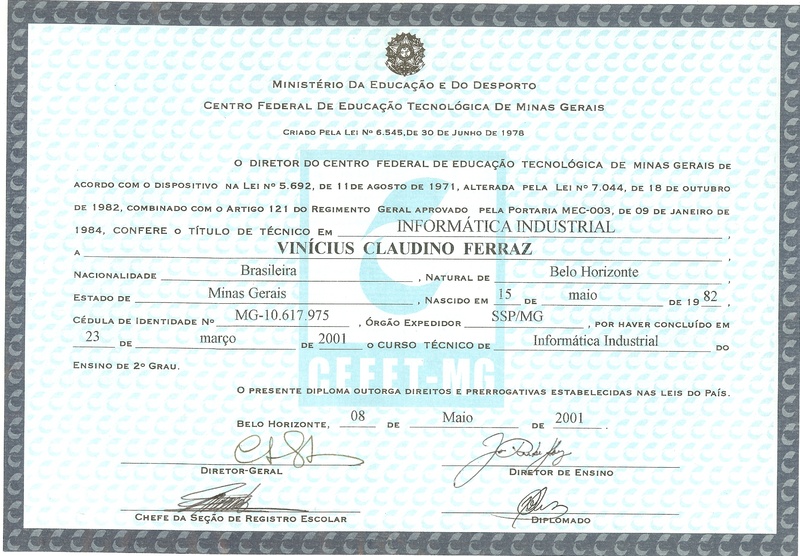 MINISTÉRIO DA EDUCAÇÃO E DO DESPORTO
CENTRO FEDERAL DE EDUCAÇÃO TECNOLÓGICA DE MINAS GERAIS
CRIADO PELA LEI Nº 6.545, DE 30 DE JUNHO DE 1978
O DIRETOR DO CENTRO FEDERAL DE EDUCAÇÃO TECNOLÓGICA DE MINAS GERAIS DE
ACORDO COM O DISPOSITIVO NA LEI Nº 5.692, DE 11 DE AGOSTO DE 1971, ALTERADA PELA LEI Nº 7.044, DE 18 DE OUTUBRO
DE 1982, COMBINADO COM O ARTIGO 121 DO REGIMENTO GERAL APROVADO PELA PORTARIA MEC-003, DE 09 DE JANEIRO DE
1984, CONFERE O TÍTULO DE TÉCNICO EM INFORMÁTICA INDUSTRIAL,
A VINÍCIUS CLAUDINO FERRAZ,
NACIONALIDADE Brasileira, NATURAL DE Belo Horizonte
ESTADO DE Minas Gerais, NASCIDO EM 15 DE maio DE 1982,
CÉDULA DE IDENTIDADE Nº MG-10.617.975, ÓRGÃO EXPEDIDOR SSP/MG, POR HAVER CONCLUÍDO EM
23 DE março DE 2001 O CURSO TÉCNICO DE Informática Industrial DO
ENSINO DE 2º GRAU.
CEFET-MG
O PRESENTE DIPLOMA OUTORGA DIREITOS E PRERROGATIVAS ESTABELECIDAS NAS LEIS DO PAÍS.
BELO HORIZONTE, 08 DE Maio DE 2001.
DIRETOR-GERAL
DIRETOR DE ENSINO
CHEFE DA SEÇÃO DE REGISTRO ESCOLAR
DIPLOMADO